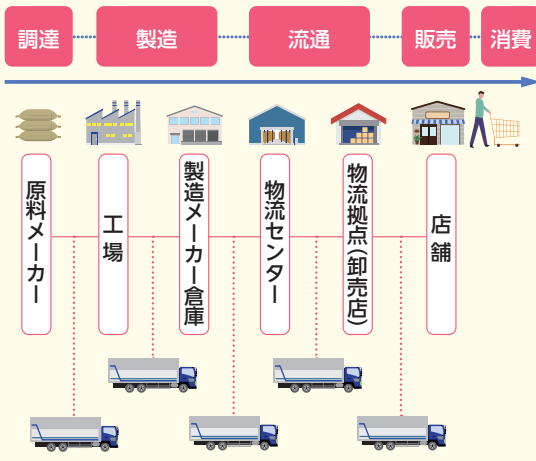 調達
製造
流通
販売
消費
原料メーカー
工場
製造メーカー倉庫
物流センター
物流拠点(卸売店)
店舗